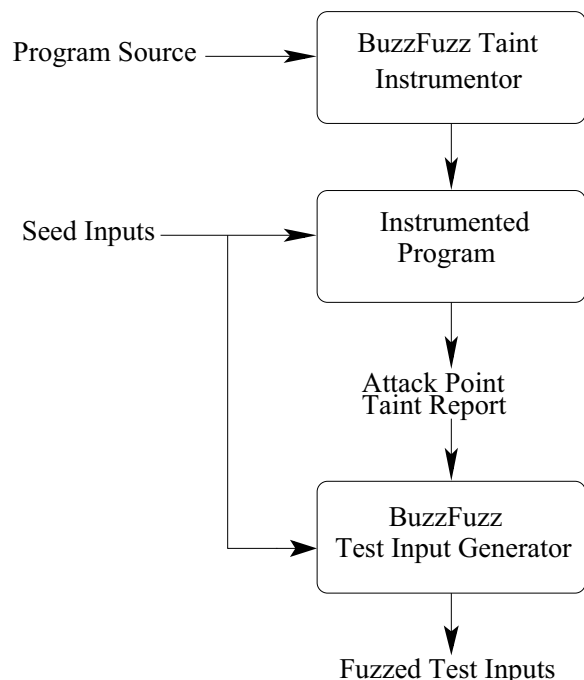 Program Source
BuzzFuzz Taint
Instrumentor
Seed Inputs
Instrumented
Program
Attack Point
Taint Report
BuzzFuzz
Test Input Generator
Fuzzed Test Inputs